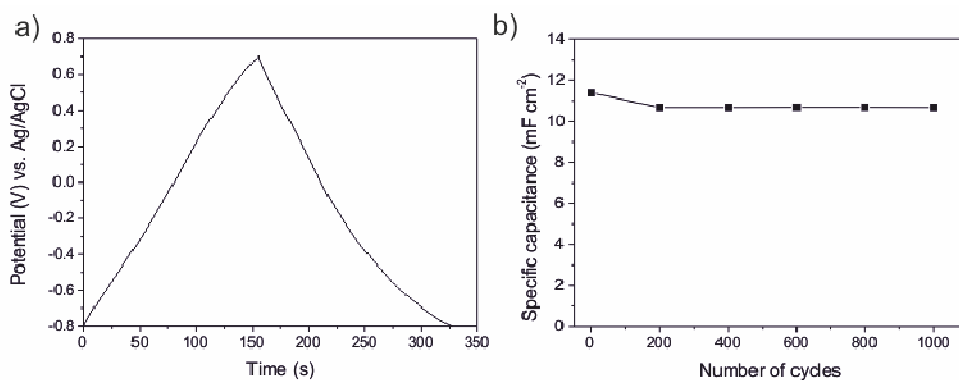 a)
0.8
0.6
0.4
0.2
0.0
-0.2
-0.4
-0.6
-0.8
Potential (V) vs. Ag/AgCl
0 50 100 150 200 250 300 350
Time (s)
b)
14
12
10
8
6
4
2
0
Specific capacitance (mF cm⁻²)
0 200 400 600 800 1000
Number of cycles